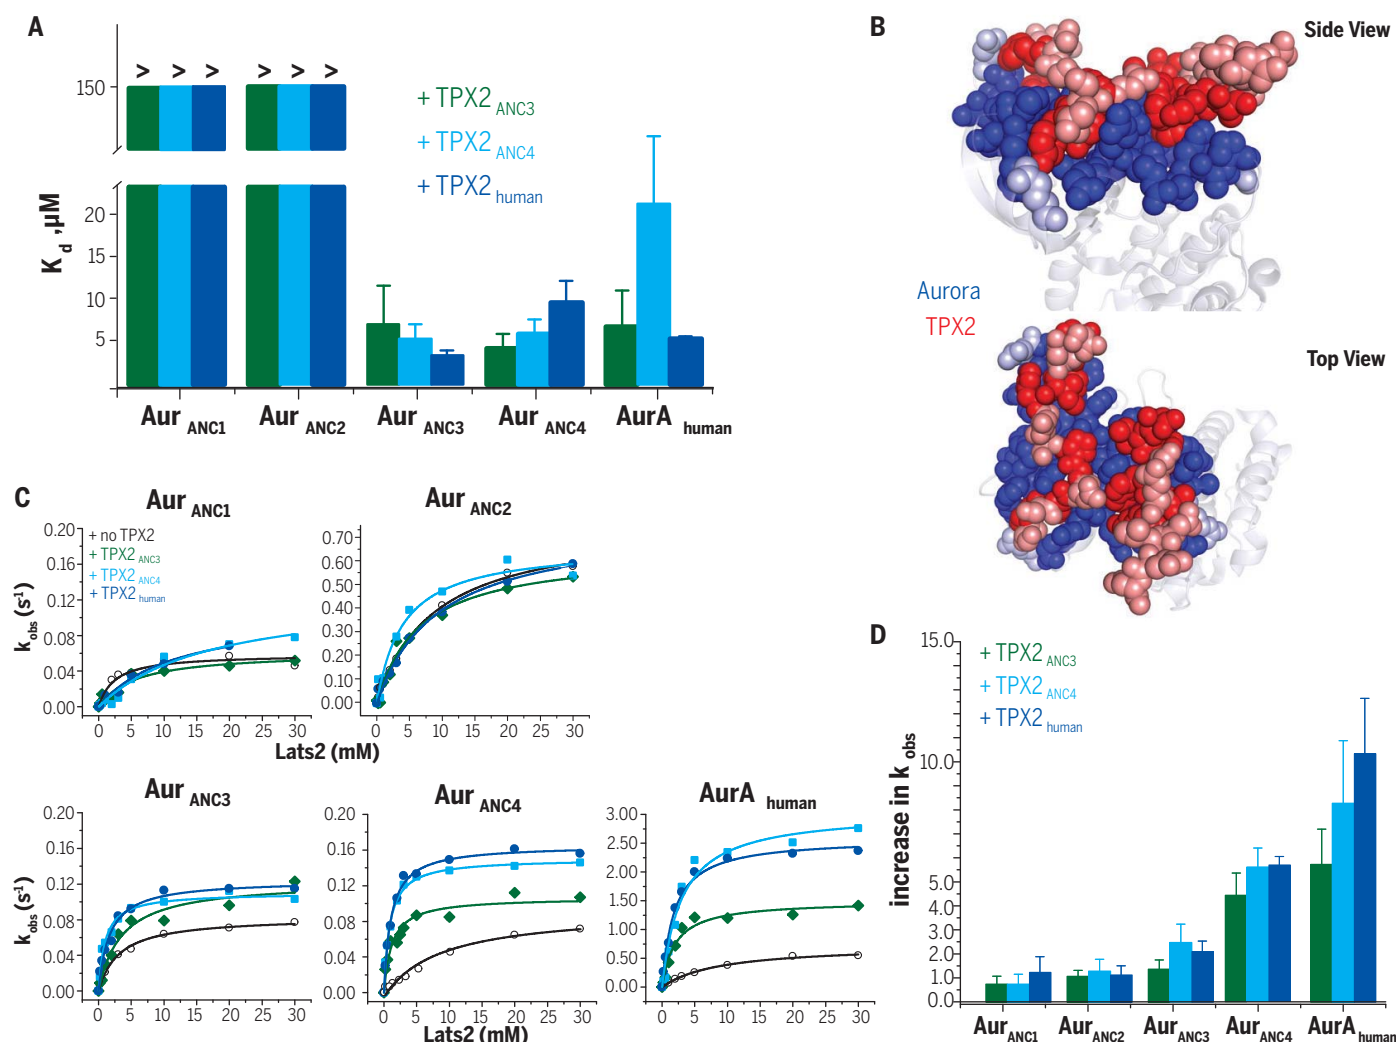 A
> > > > > >
150
20
15
10
5
K d ,µM
+ TPX2 ANC3
+ TPX2 ANC4
+ TPX2 human
Aur ANC1
Aur ANC2
Aur ANC3
Aur ANC4
AurA human
B
Side View
Aurora
TPX2
Top View
C
Aur ANC1
+ no TPX2
+ TPX2 ANC3
+ TPX2 ANC4
+ TPX2 human
0.20
0.16
0.12
0.08
0.04
0.00
kobs (s-1)
0 5 10 15 20 25 30
Aur ANC2
0.70
0.60
0.50
0.40
0.30
0.20
0.10
0.00
0 5 10 15 20 25 30
Lats2 (mM)
Aur ANC3
0.20
0.16
0.12
0.08
0.04
0.00
kobs (s-1)
0 5 10 15 20 25 30
Aur ANC4
0.20
0.16
0.12
0.08
0.04
0.00
0 5 10 15 20 25 30
AurA human
3.00
2.50
2.00
1.50
1.00
0.50
0.00
0 5 10 15 20 25 30
Lats2 (mM)
D
15.0
10.0
5.0
4.0
3.0
2.0
1.0
0.0
increase in k obs
+ TPX2 ANC3
+ TPX2 ANC4
+ TPX2 human
Aur ANC1
Aur ANC2
Aur ANC3
Aur ANC4
AurA human